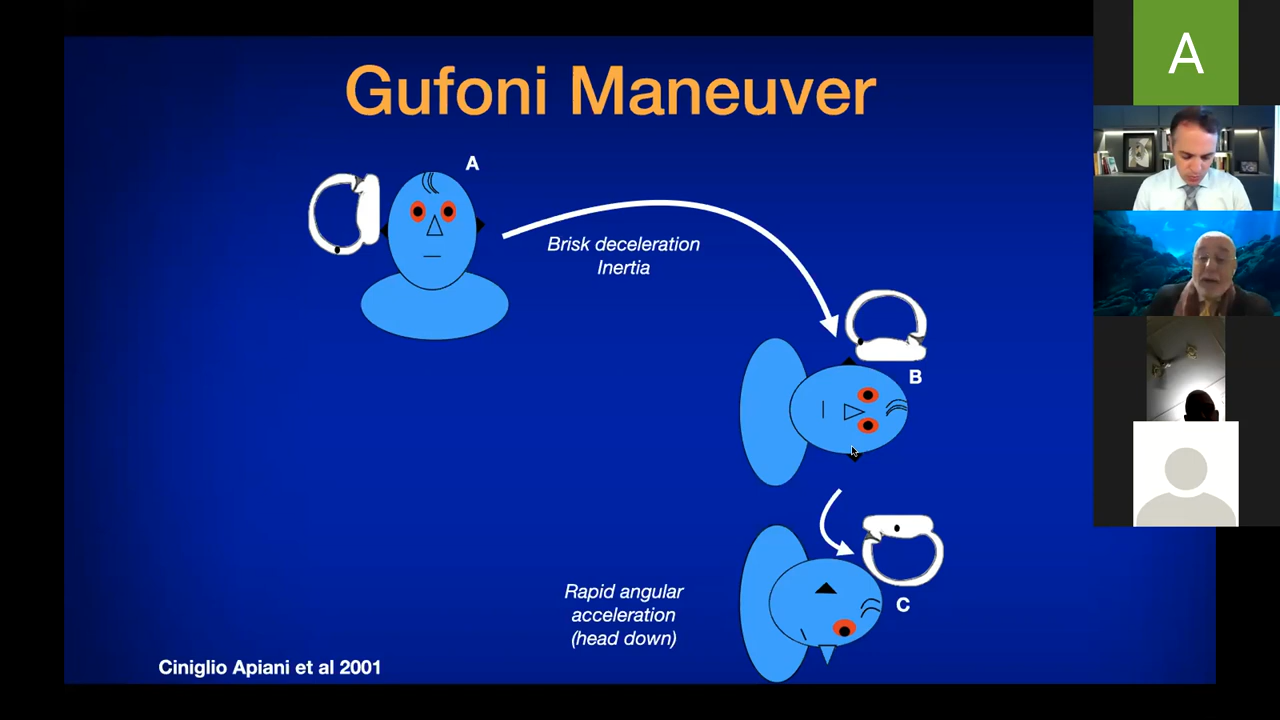 Gufoni Maneuver
A
A
Brisk deceleration
Inertia
B
C
Rapid angular
acceleration
(head down)
Ciniglio Apiani et al 2001